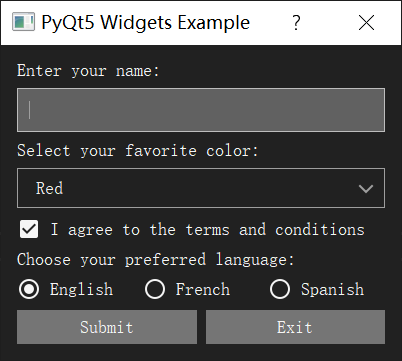 PyQt5 Widgets Example ?
Enter your name:
Select your favorite color:
Red
I agree to the terms and conditions
Choose your preferred language:
English French Spanish
Submit Exit